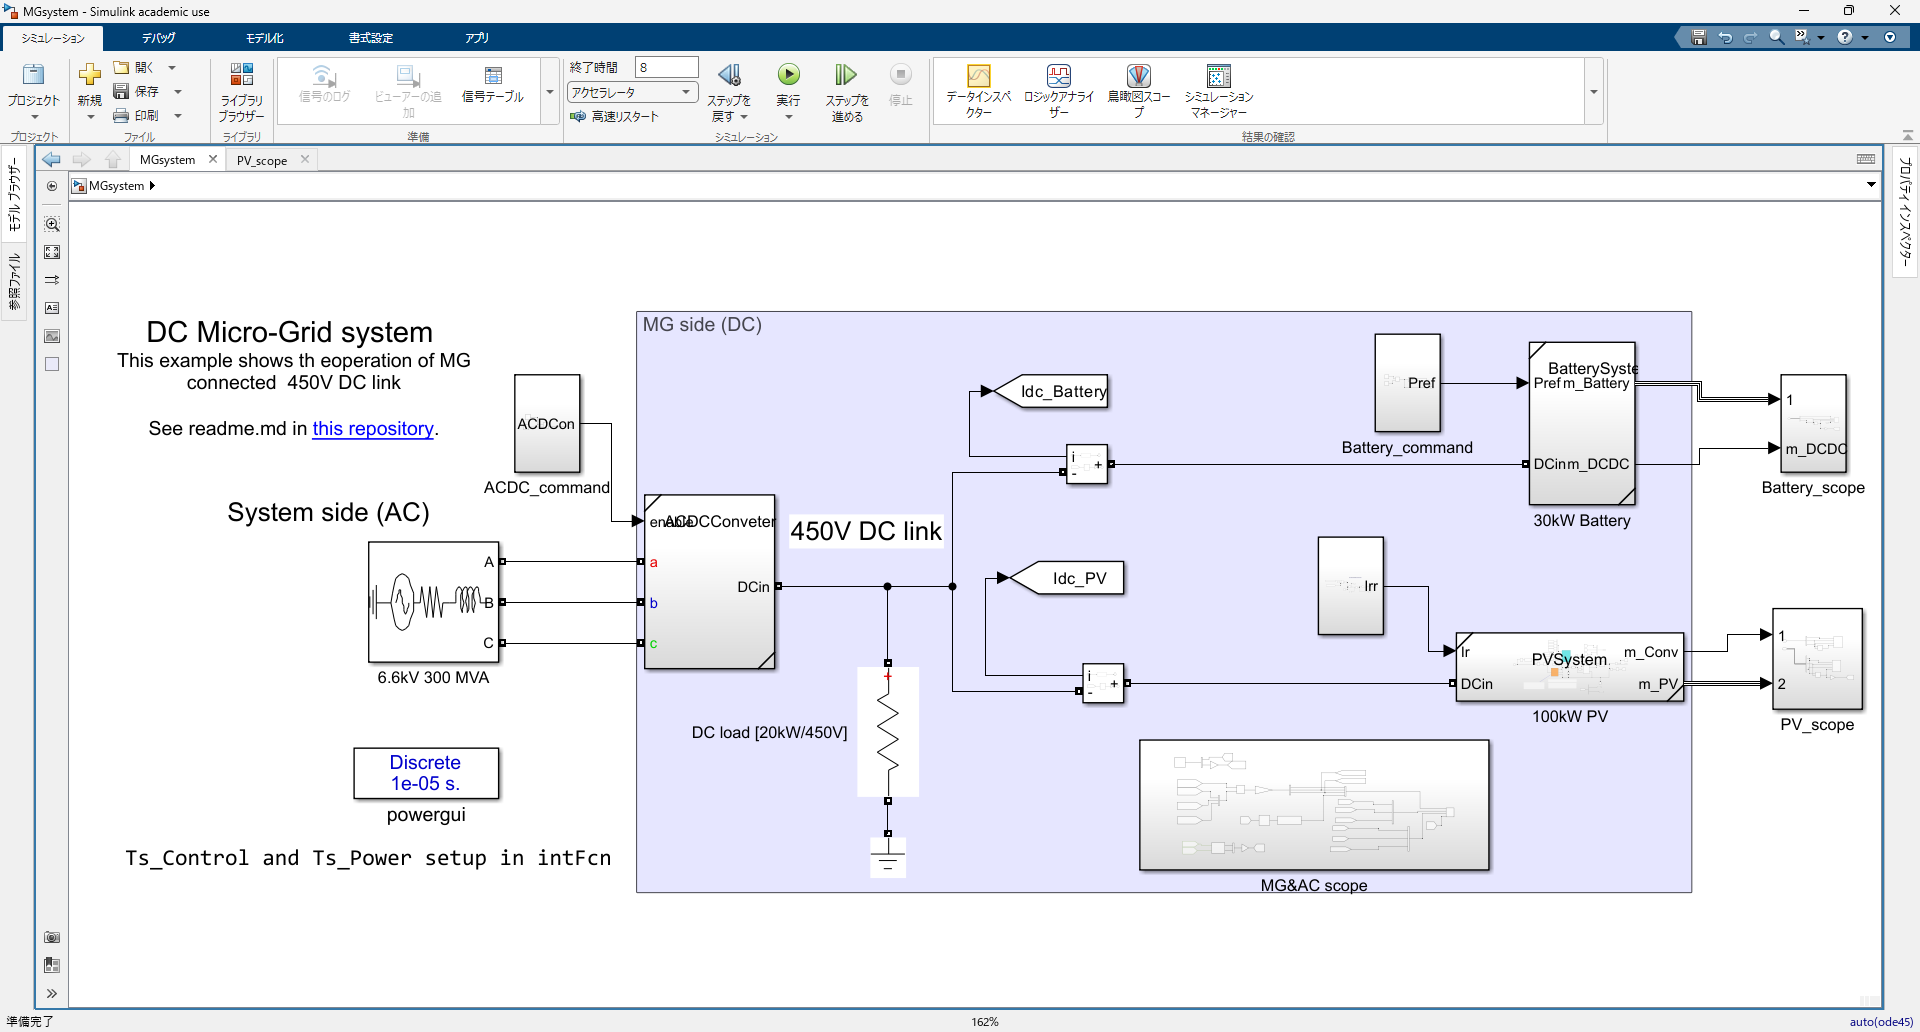 MGsystem - Simulink academic use
シミュレーション
デバッグ
モデル化
書式設定
アプリ
プロジェクト
新規
開く
保存
印刷
ライブラリ
ブラウザー
信号のログ
ビューアーの追
加
信号テーブル
終了時間
8
アクセラレータ
高速リスタート
ステップを
戻す
実行
ステップを
進める
停止
データインスペ
クター
ロジックアナライ
ザー
鳥瞰図スコー
プ
シミュレーション
マネージャー
プロジェクト
ファイル
ライブラリ
準備
シミュレーション
結果の確認
モデル ブラウザー
参照ファイル
プロパティ インスペクター
MGsystem
PV_scope
MGsystem
DC Micro-Grid system
This example shows th eoperation of MG
connected  450V DC link
See readme.md in this repository.
System side (AC)
ACDCon
ACDC_command
A
B
C
6.6kV 300 MVA
Discrete
1e-05 s.
powergui
Ts_Control and Ts_Power setup in intFcn
MG side (DC)
enable
ACDCConveter
a
b
c
DCin
450V DC link
DC load [20kW/450V]
+
Idc_Battery
i
+
-
Idc_PV
i
+
-
Pref
Battery_command
BatterySyste
Pref
m_Battery
DCin
m_DCDC
30kW Battery
1
m_DCDC
Battery_scope
Irr
Ir
PVSystem
m_Conv
DCin
m_PV
100kW PV
1
2
PV_scope
MG&AC scope
準備完了
162%
auto(ode45)